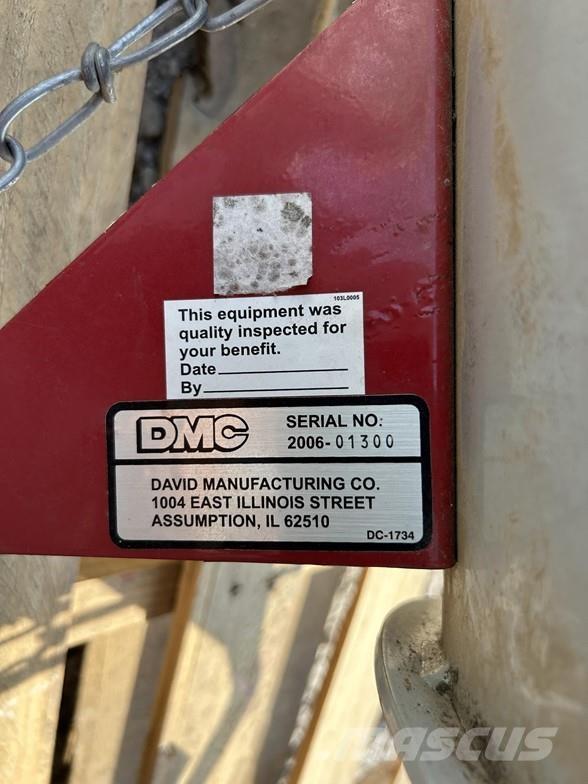 103L0005
This equipment was
quality inspected for
your benefit.
Date
By
DMC
SERIAL NO:
2006-01300
DAVID MANUFACTURING CO.
1004 EAST ILLINOIS STREET
ASSUMPTION, IL 62510
DC-1734
MASCUS